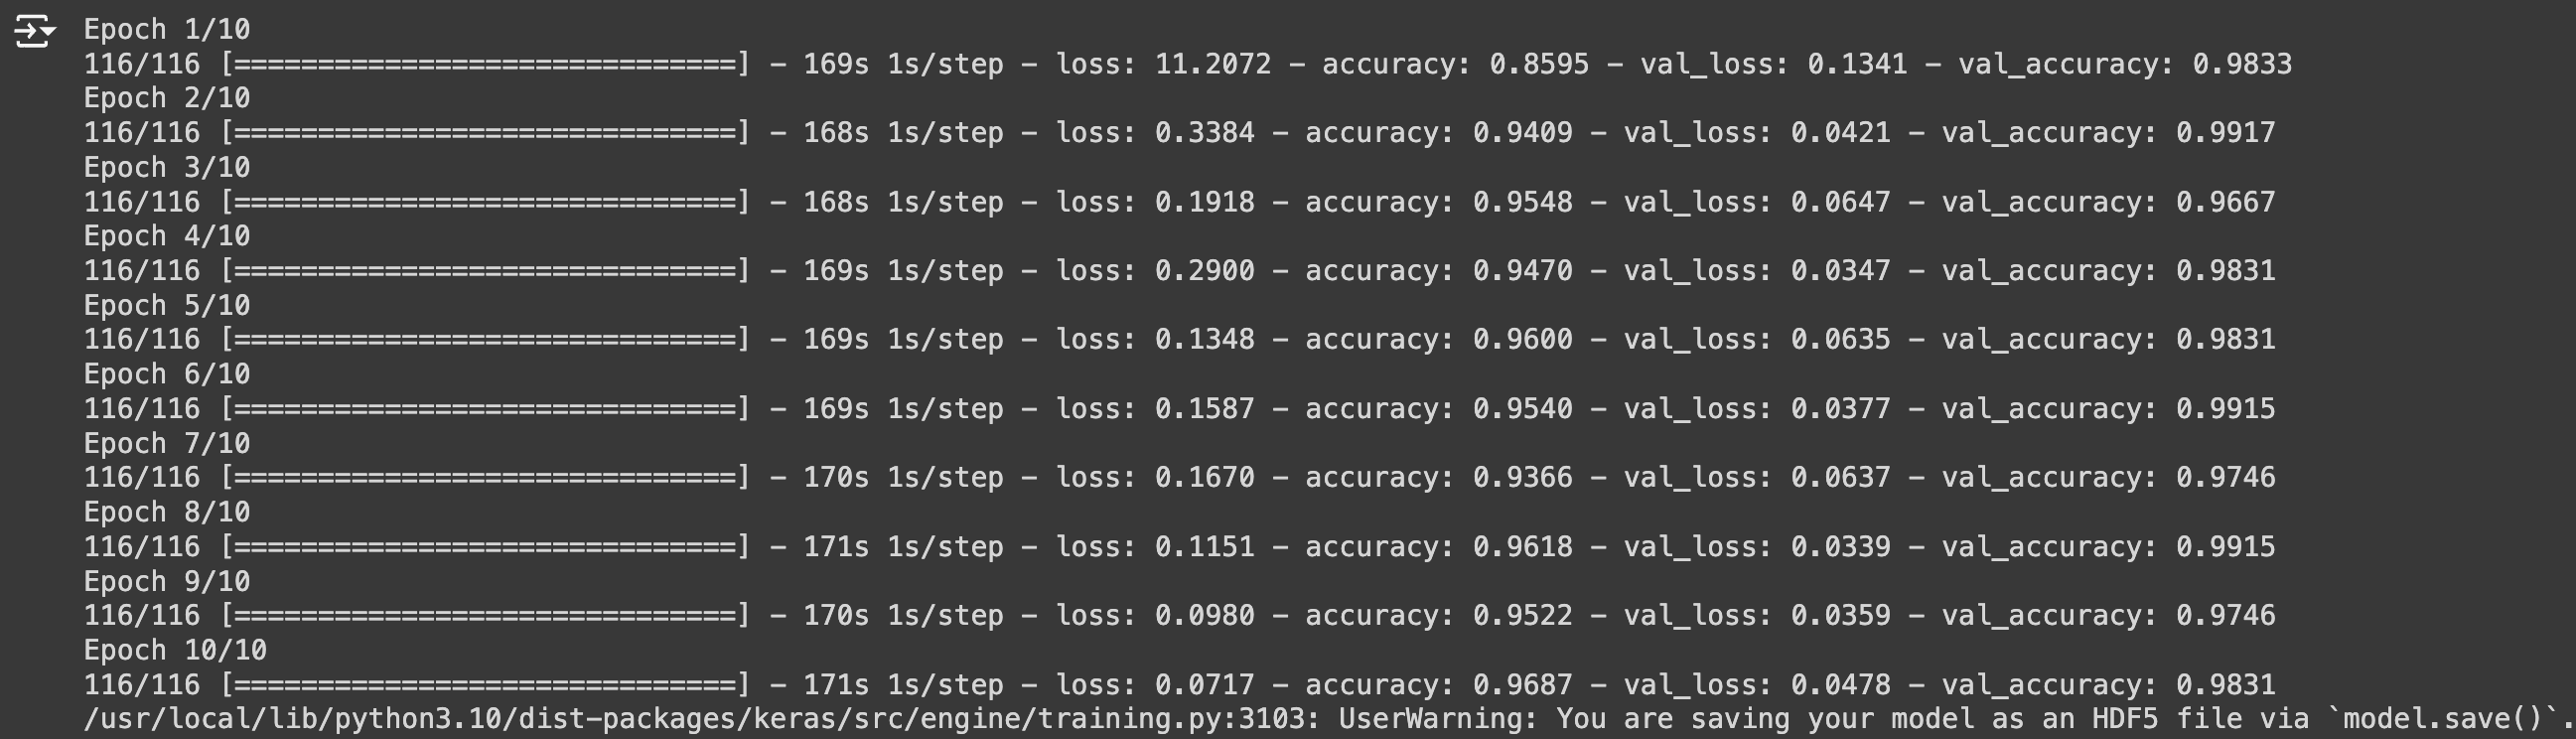 Epoch 1/10
116/116 [==============================] - 169s 1s/step - loss: 11.2072 - accuracy: 0.8595 - val_loss: 0.1341 - val_accuracy: 0.9833
Epoch 2/10
116/116 [==============================] - 168s 1s/step - loss: 0.3384 - accuracy: 0.9409 - val_loss: 0.0421 - val_accuracy: 0.9917
Epoch 3/10
116/116 [==============================] - 168s 1s/step - loss: 0.1918 - accuracy: 0.9548 - val_loss: 0.0647 - val_accuracy: 0.9667
Epoch 4/10
116/116 [==============================] - 169s 1s/step - loss: 0.2900 - accuracy: 0.9470 - val_loss: 0.0347 - val_accuracy: 0.9831
Epoch 5/10
116/116 [==============================] - 169s 1s/step - loss: 0.1348 - accuracy: 0.9600 - val_loss: 0.0635 - val_accuracy: 0.9831
Epoch 6/10
116/116 [==============================] - 169s 1s/step - loss: 0.1587 - accuracy: 0.9540 - val_loss: 0.0377 - val_accuracy: 0.9915
Epoch 7/10
116/116 [==============================] - 170s 1s/step - loss: 0.1670 - accuracy: 0.9366 - val_loss: 0.0637 - val_accuracy: 0.9746
Epoch 8/10
116/116 [==============================] - 171s 1s/step - loss: 0.1151 - accuracy: 0.9618 - val_loss: 0.0339 - val_accuracy: 0.9915
Epoch 9/10
116/116 [==============================] - 170s 1s/step - loss: 0.0980 - accuracy: 0.9522 - val_loss: 0.0359 - val_accuracy: 0.9746
Epoch 10/10
116/116 [==============================] - 171s 1s/step - loss: 0.0717 - accuracy: 0.9687 - val_loss: 0.0478 - val_accuracy: 0.9831
/usr/local/lib/python3.10/dist-packages/keras/src/engine/training.py:3103: UserWarning: You are saving your model as an HDF5 file via `model.save()`.